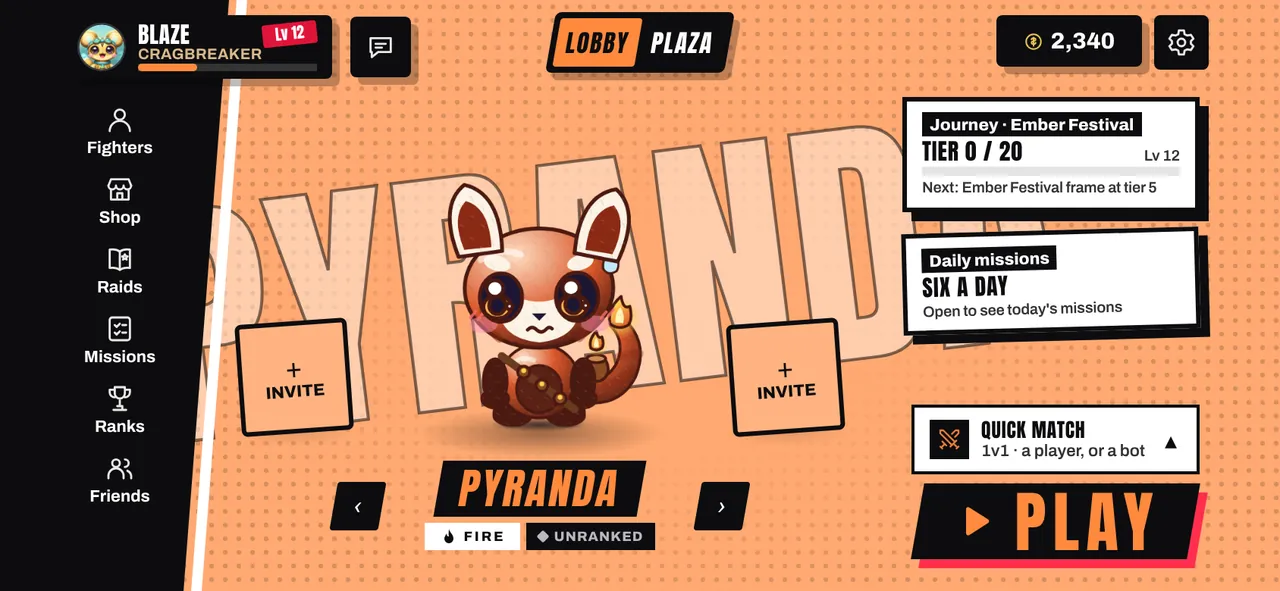 BLAZE
Lv 12
CRAGBREAKER
LOBBY
PLAZA
2,340
Fighters
Shop
Raids
Missions
Ranks
Friends
PYRANDA
Journey · Ember Festival
TIER 0 / 20
Lv 12
Next: Ember Festival frame at tier 5
Daily missions
SIX A DAY
Open to see today's missions
+
INVITE
+
INVITE
QUICK MATCH
1v1 · a player, or a bot
▲
‹
PYRANDA
›
FIRE
UNRANKED
PLAY